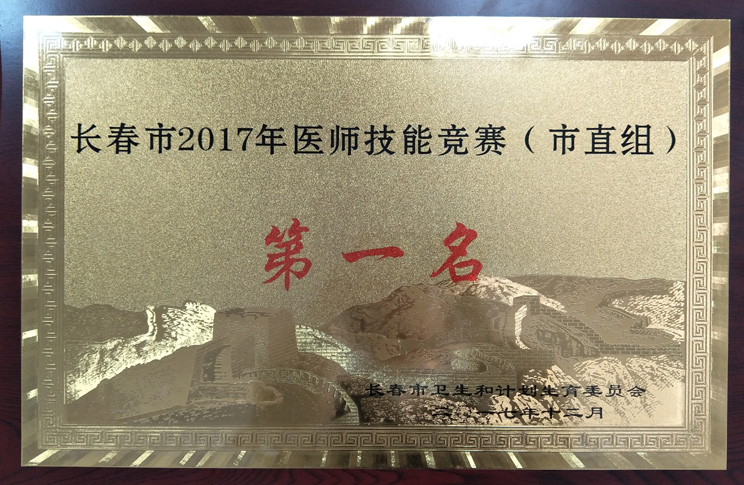 长春市2017年医师技能竞赛（市直组）
第一名
长春市卫生和计划生育委员会
二〇一七年十二月